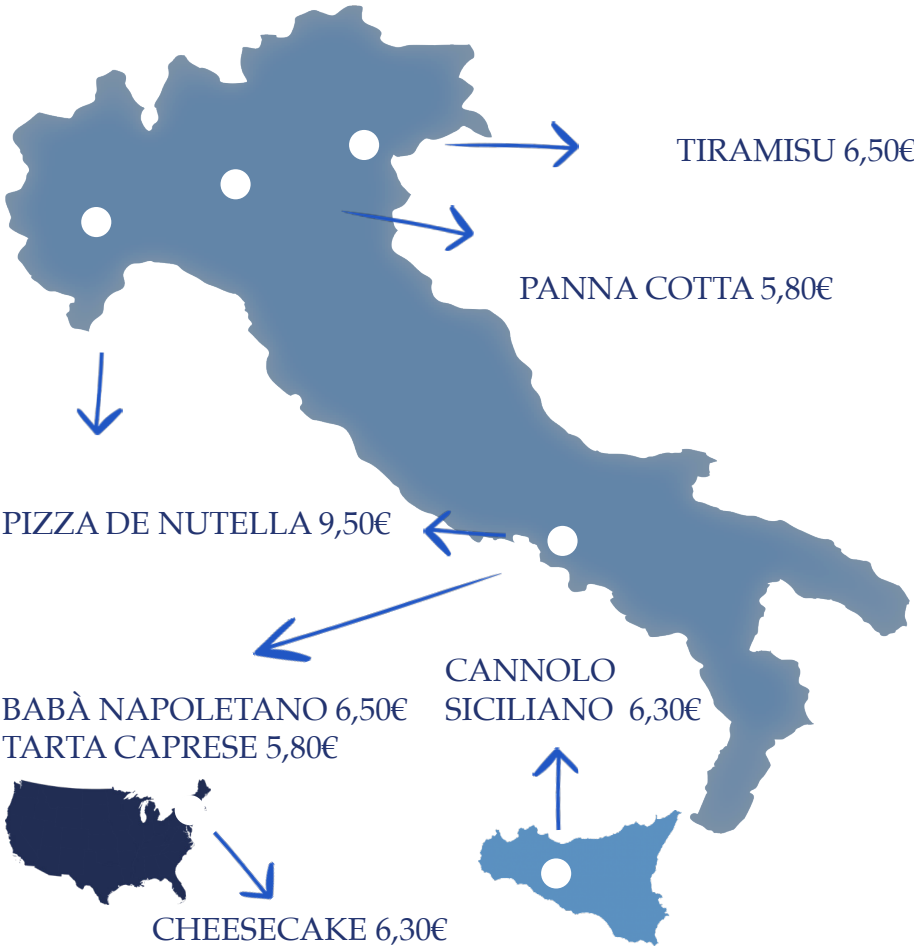 TIRAMISU 6,50€
PANNA COTTA 5,80€
PIZZA DE NUTELLA 9,50€
CANNOLO
SICILIANO 6,30€
BABÀ NAPOLETANO 6,50€
TARTA CAPRESE 5,80€
CHEESECAKE 6,30€